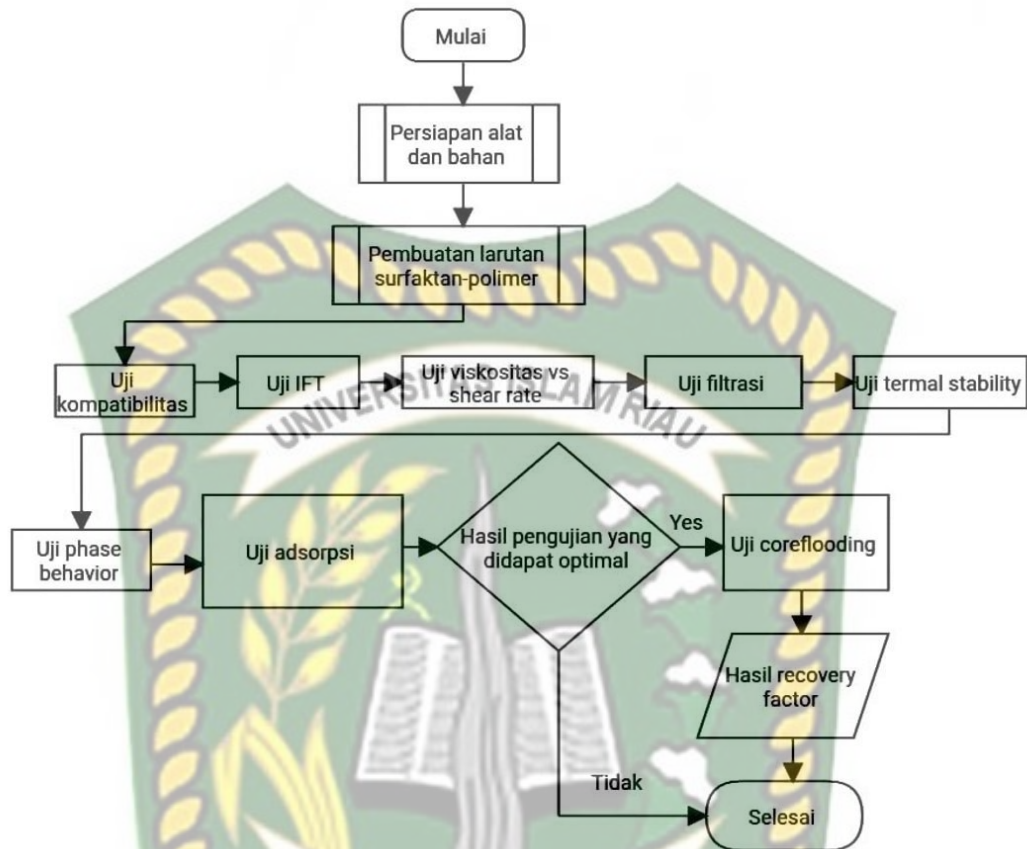 Mulai
Persiapan alat
dan bahan
Pembuatan larutan
surfaktan-polimer
Uji
kompatibilitas
Uji IFT
Uji viskositas vs
shear rate
Uji filtrasi
Uji termal stability
UNIVERSITAS ISLAM RIAU
Uji phase
behavior
Uji adsorpsi
Hasil pengujian yang
didapat optimal
Yes
Uji coreflooding
Hasil recovery
factor
Tidak
Selesai